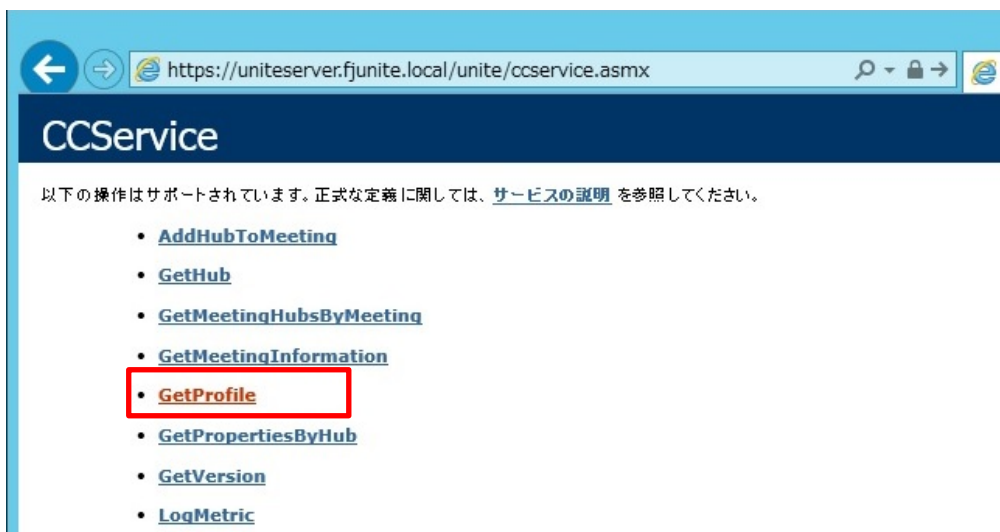 https://uniteserver.fjunite.local/unite/ccservice.asmx
CCService
以下の操作はサポートされています。正式な定義に関しては、サービスの説明 を参照してください。
AddHubToMeeting
GetHub
GetMeetingHubsByMeeting
GetMeetingInformation
GetProfile
GetPropertiesByHub
GetVersion
LogMetric